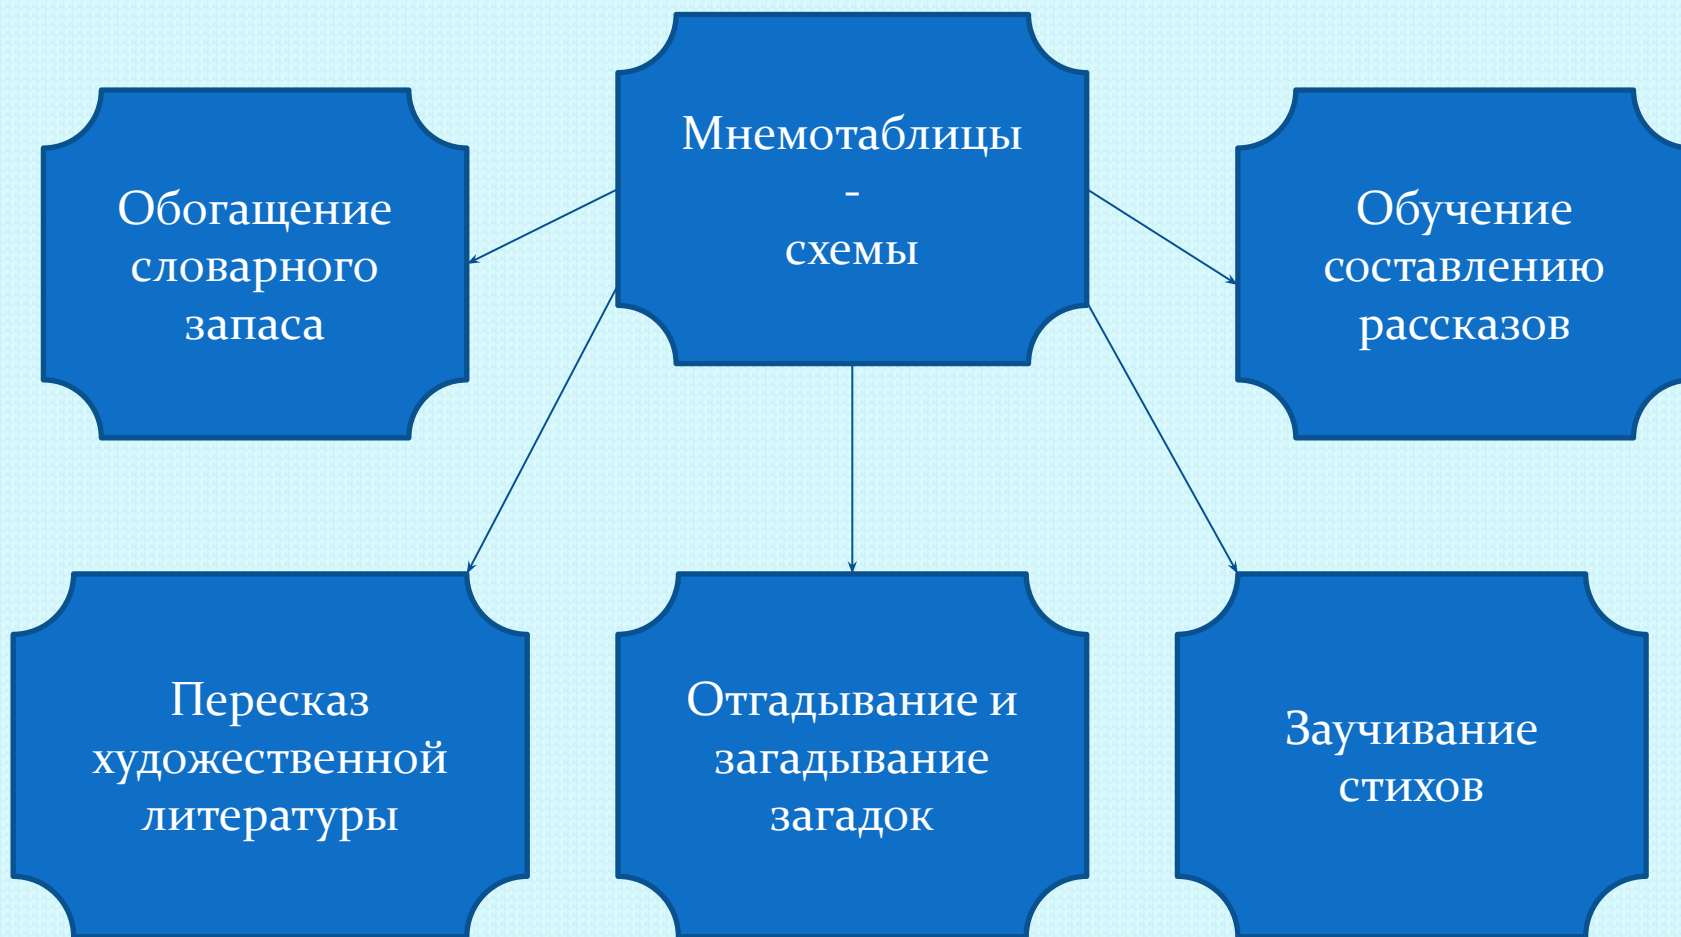 Мнемотаблицы
-
схемы
Обогащение
словарного
запаса
Обучение
составлению
рассказов
Пересказ
художественной
литературы
Отгадывание и
загадывание
загадок
Заучивание
стихов